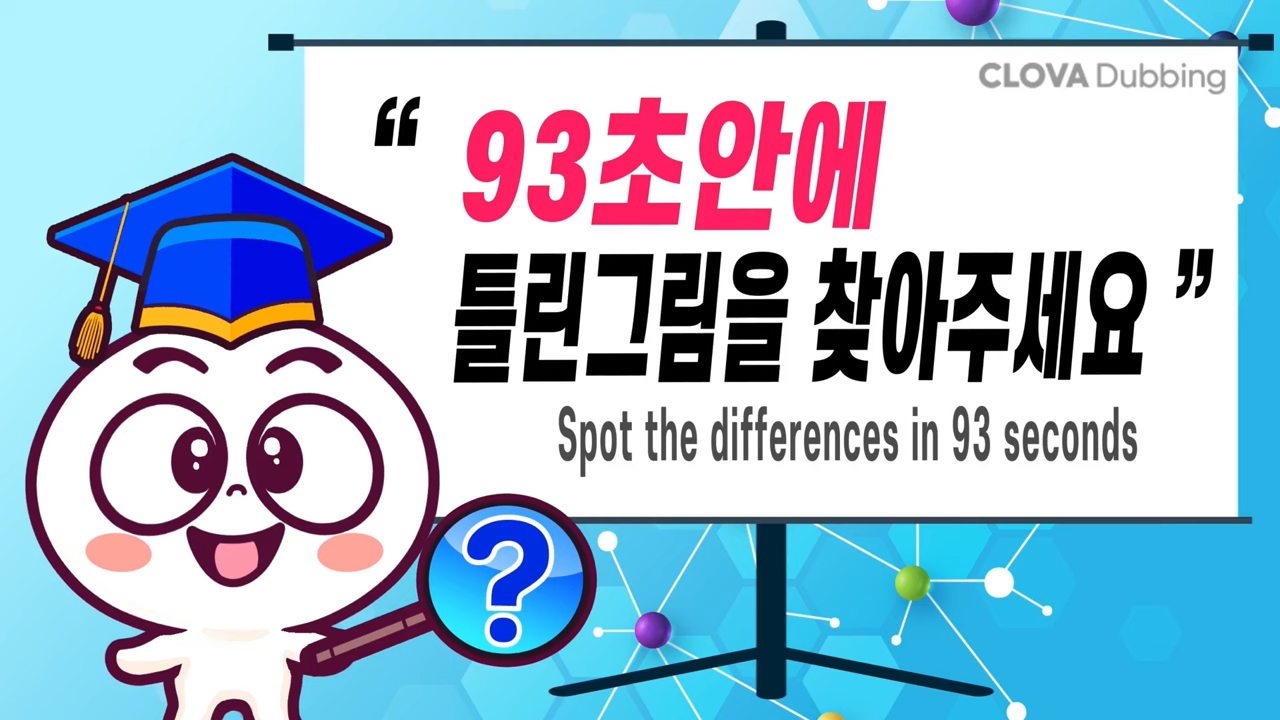 CLOVA Dubbing
“ 93초안에
틀린그림을 찾아주세요 ”
Spot the differences in 93 seconds
?